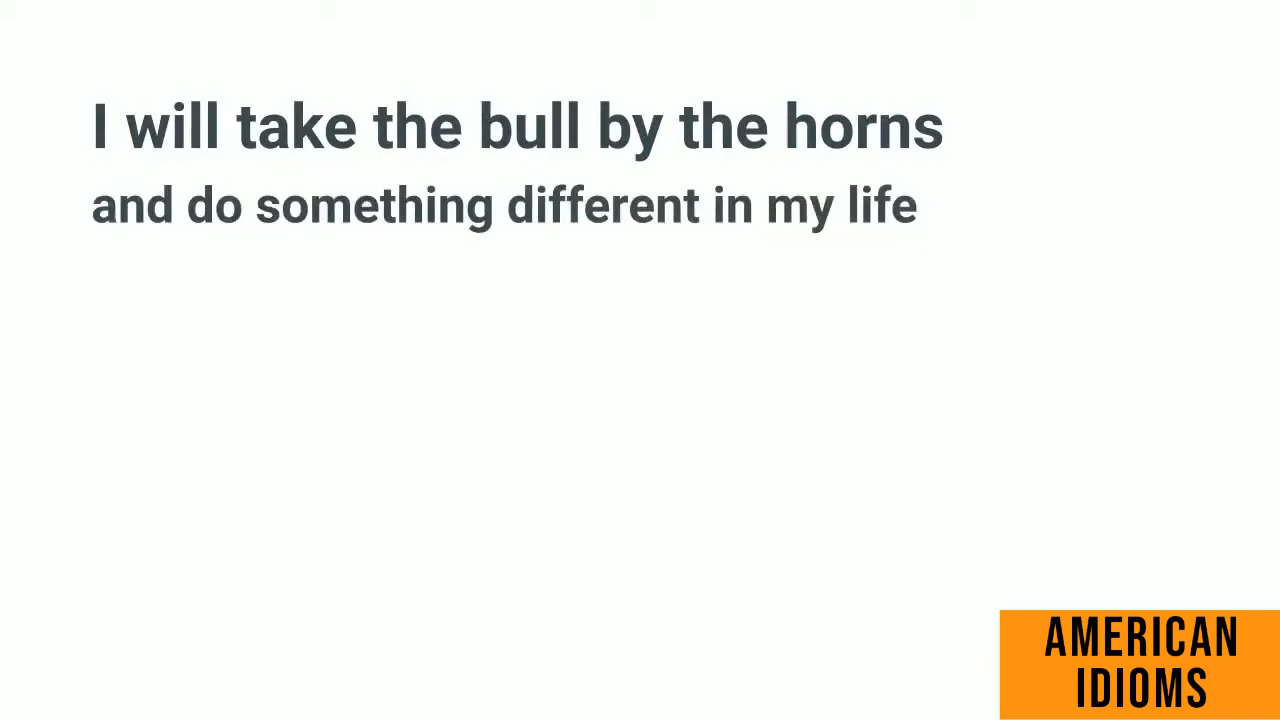 I will take the bull by the horns
and do something different in my life
AMERICAN
IDIOMS